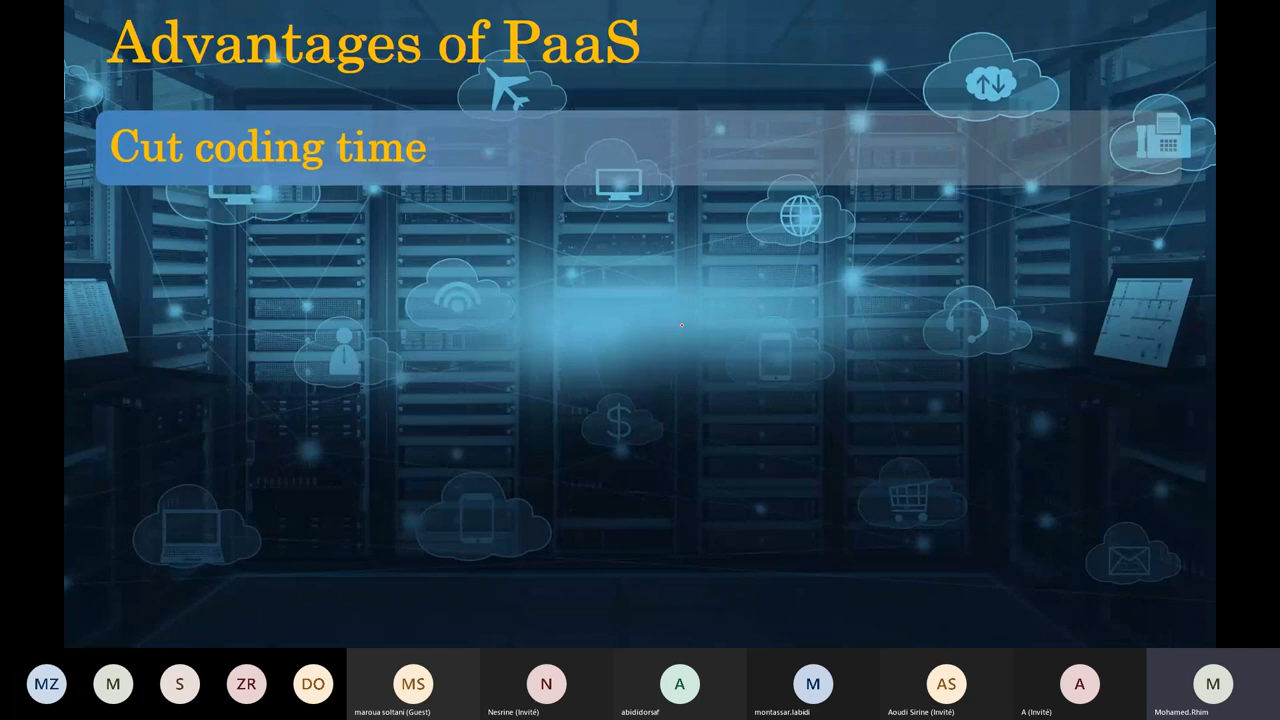 Advantages of PaaS
Cut coding time
MZ
M
S
ZR
DO
MS
N
A
M
AS
A
M
maroua soltani (Guest)
Nesrine (Invité)
abididorsaf
montassar.labidi
Aoudi Sirine (Invité)
A (Invité)
Mohamed.Rhim